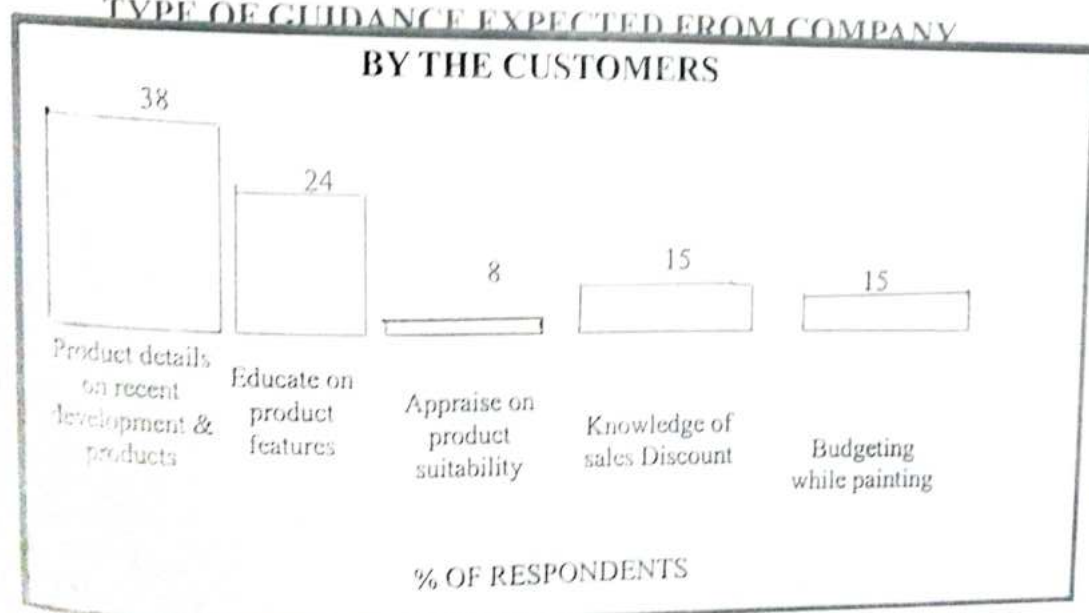 TYPE OF GUIDANCE EXPECTED FROM COMPANY
BY THE CUSTOMERS
38
24
8
15
15
Product details
on recent
development &
products
Educate on
product
features
Appraise on
product
suitability
Knowledge of
sales Discount
Budgeting
while painting
% OF RESPONDENTS